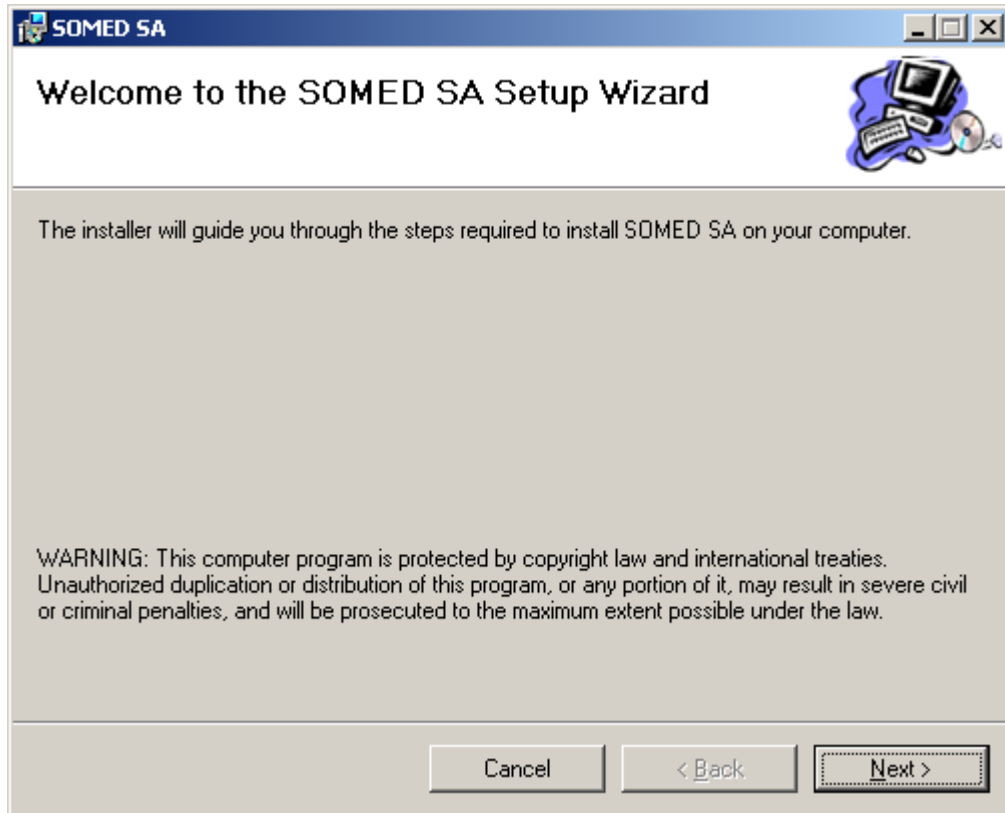 SOMED SA
Welcome to the SOMED SA Setup Wizard
The installer will guide you through the steps required to install SOMED SA on your computer.
WARNING: This computer program is protected by copyright law and international treaties.
Unauthorized duplication or distribution of this program, or any portion of it, may result in severe civil
or criminal penalties, and will be prosecuted to the maximum extent possible under the law.
Cancel
< Back
Next >